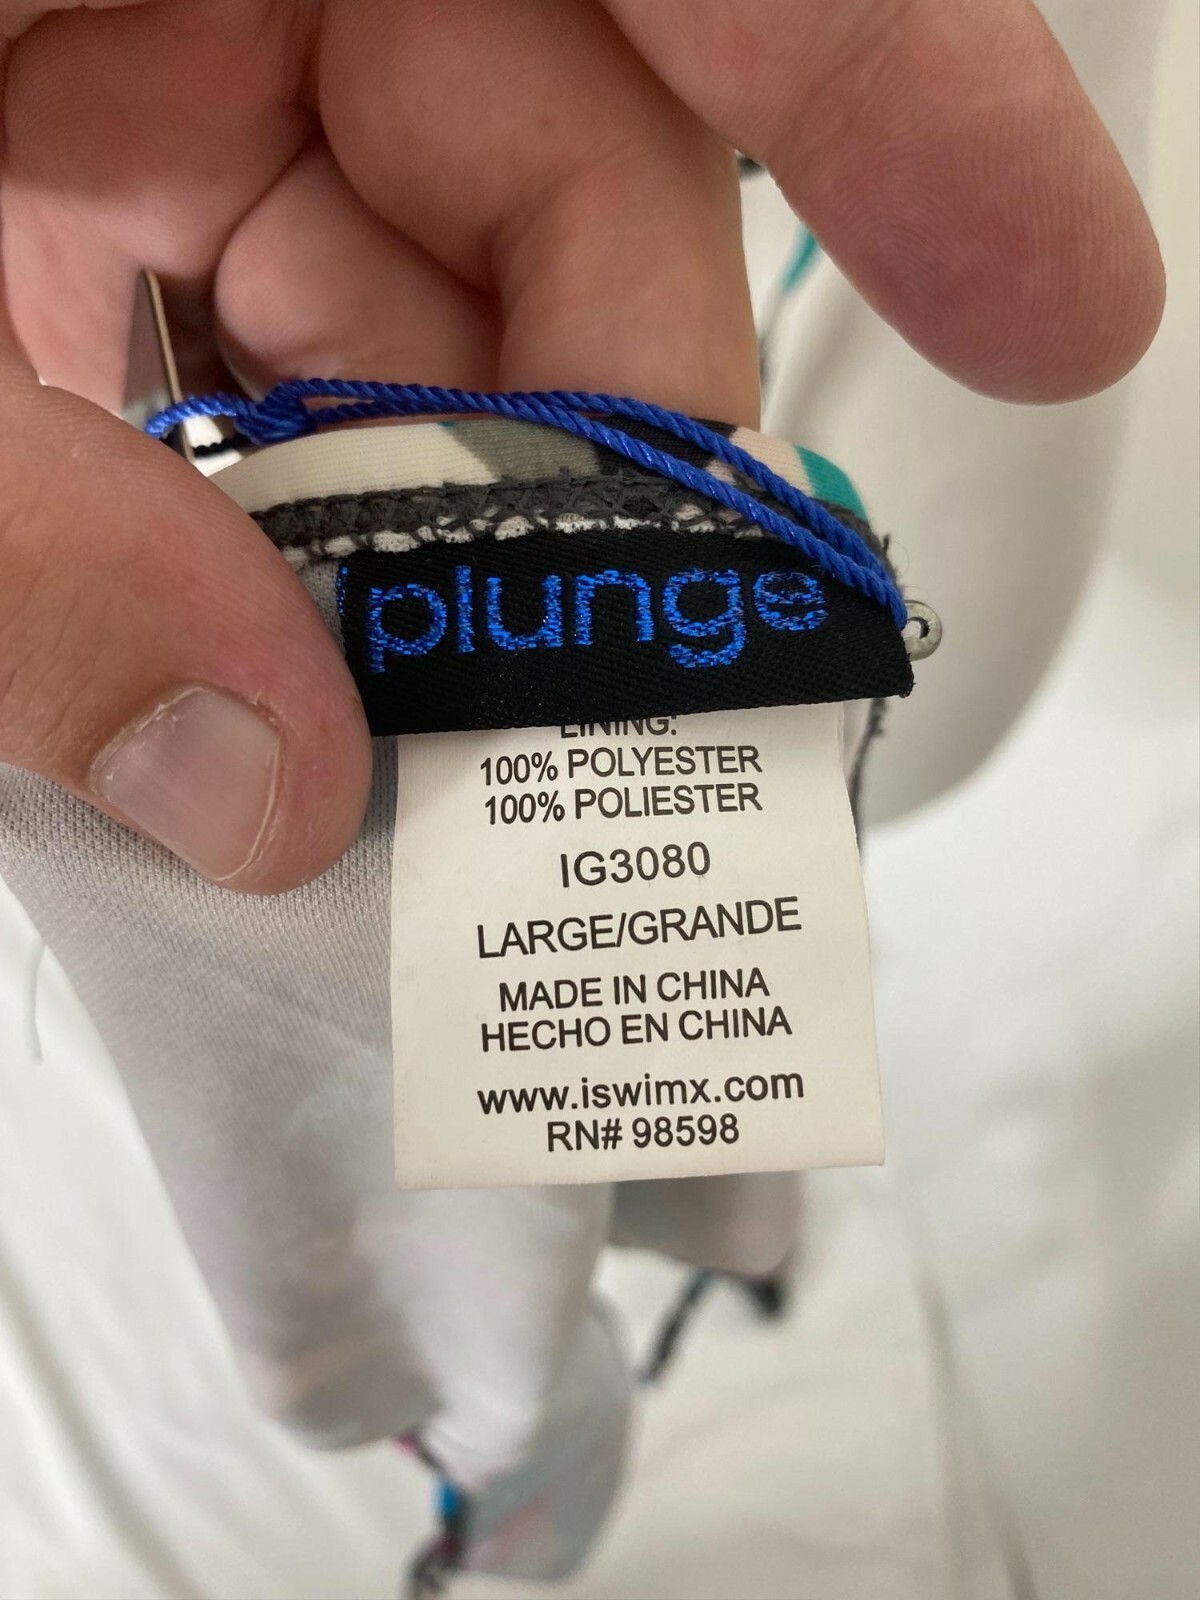 plunge
LINING:
100% POLYESTER
100% POLIESTER
IG3080
LARGE/GRANDE
MADE IN CHINA
HECHO EN CHINA
www.iswimx.com
RN# 98598